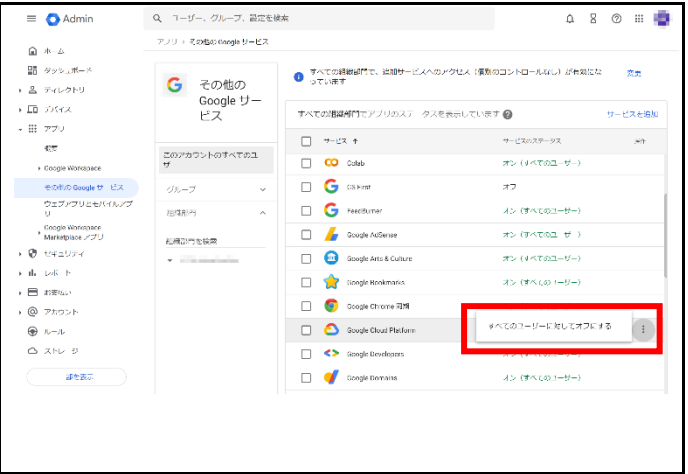 Admin
ユーザー、グループ、設定を検索
アプリ › その他の Google サービス
ホーム
ダッシュボード
ディレクトリ
デバイス
アプリ
概要
Google Workspace
その他の Google サービス
ウェブアプリとモバイルアプリ
Google Workspace Marketplace アプリ
セキュリティ
レポート
お支払い
アカウント
ルール
ストレージ
その他の
Google サー
ビス
このアカウントのすべてのユーザー
グループ
組織部門
組織部門を検索
すべての組織部門で、追加サービスへのアクセス（個別のコントロールなし）が有効になっています
変更
すべての組織部門でアプリのステータスを表示しています
サービスを追加
サービス ↑
サービスのステータス
操作
Colab
オン（すべてのユーザー）
CS First
オフ
FeedBurner
オン（すべてのユーザー）
Google AdSense
オン（すべてのユーザー）
Google Arts & Culture
オン（すべてのユーザー）
Google Bookmarks
オン（すべてのユーザー）
Google Chrome 同期
Google Cloud Platform
すべてのユーザーに対してオフにする
Google Developers
オン（すべてのユーザー）
Google Domains
オン（すべてのユーザー）